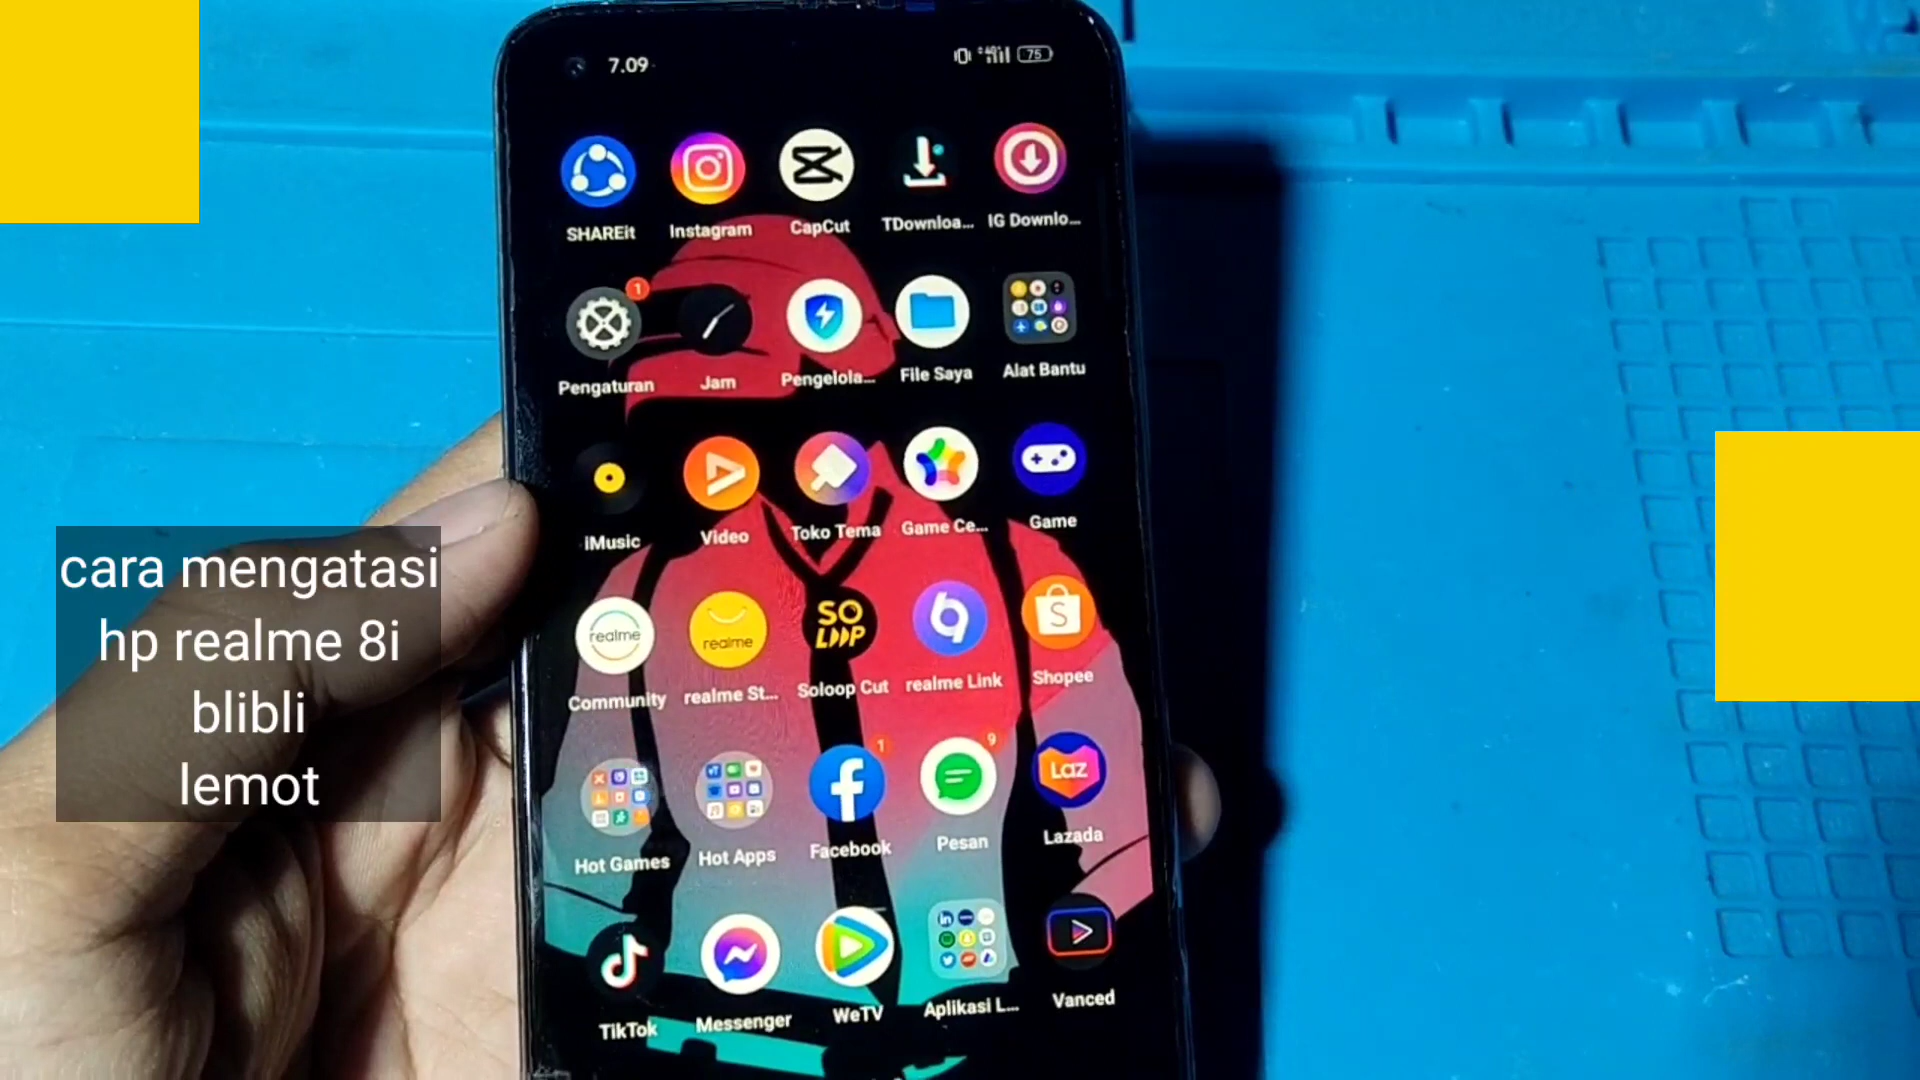 7.09
75
SHAREit
Instagram
CapCut
TDownloa...
IG Downlo...
1
Pengaturan
Jam
Pengelola...
File Saya
Alat Bantu
iMusic
Video
Toko Tema
Game Ce...
Game
cara mengatasi
hp realme 8i
blibli
lemot
realme
realme
SO
LOOP
S
Community
realme St...
Soloop Cut
realme Link
Shopee
1
9
Laz
Hot Games
Hot Apps
Facebook
Pesan
Lazada
TikTok
Messenger
WeTV
Aplikasi L...
Vanced